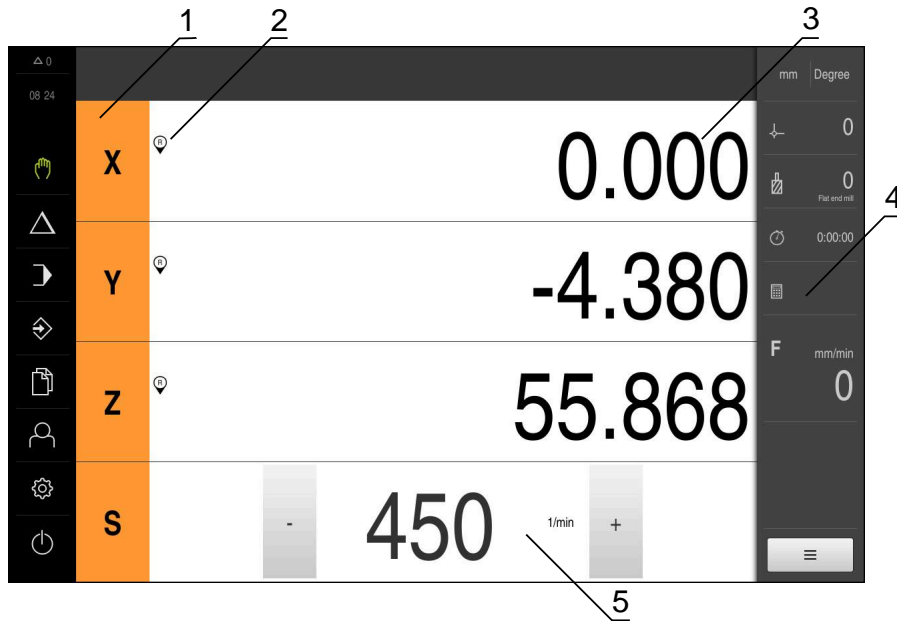 1 2 3
0 mm Degree
08 24
X R 0.000 0
0
Flat end mill
4
Y R -4.380 0:00:00
F mm/min
0
Z R 55.868
S - 450 1/min +
5